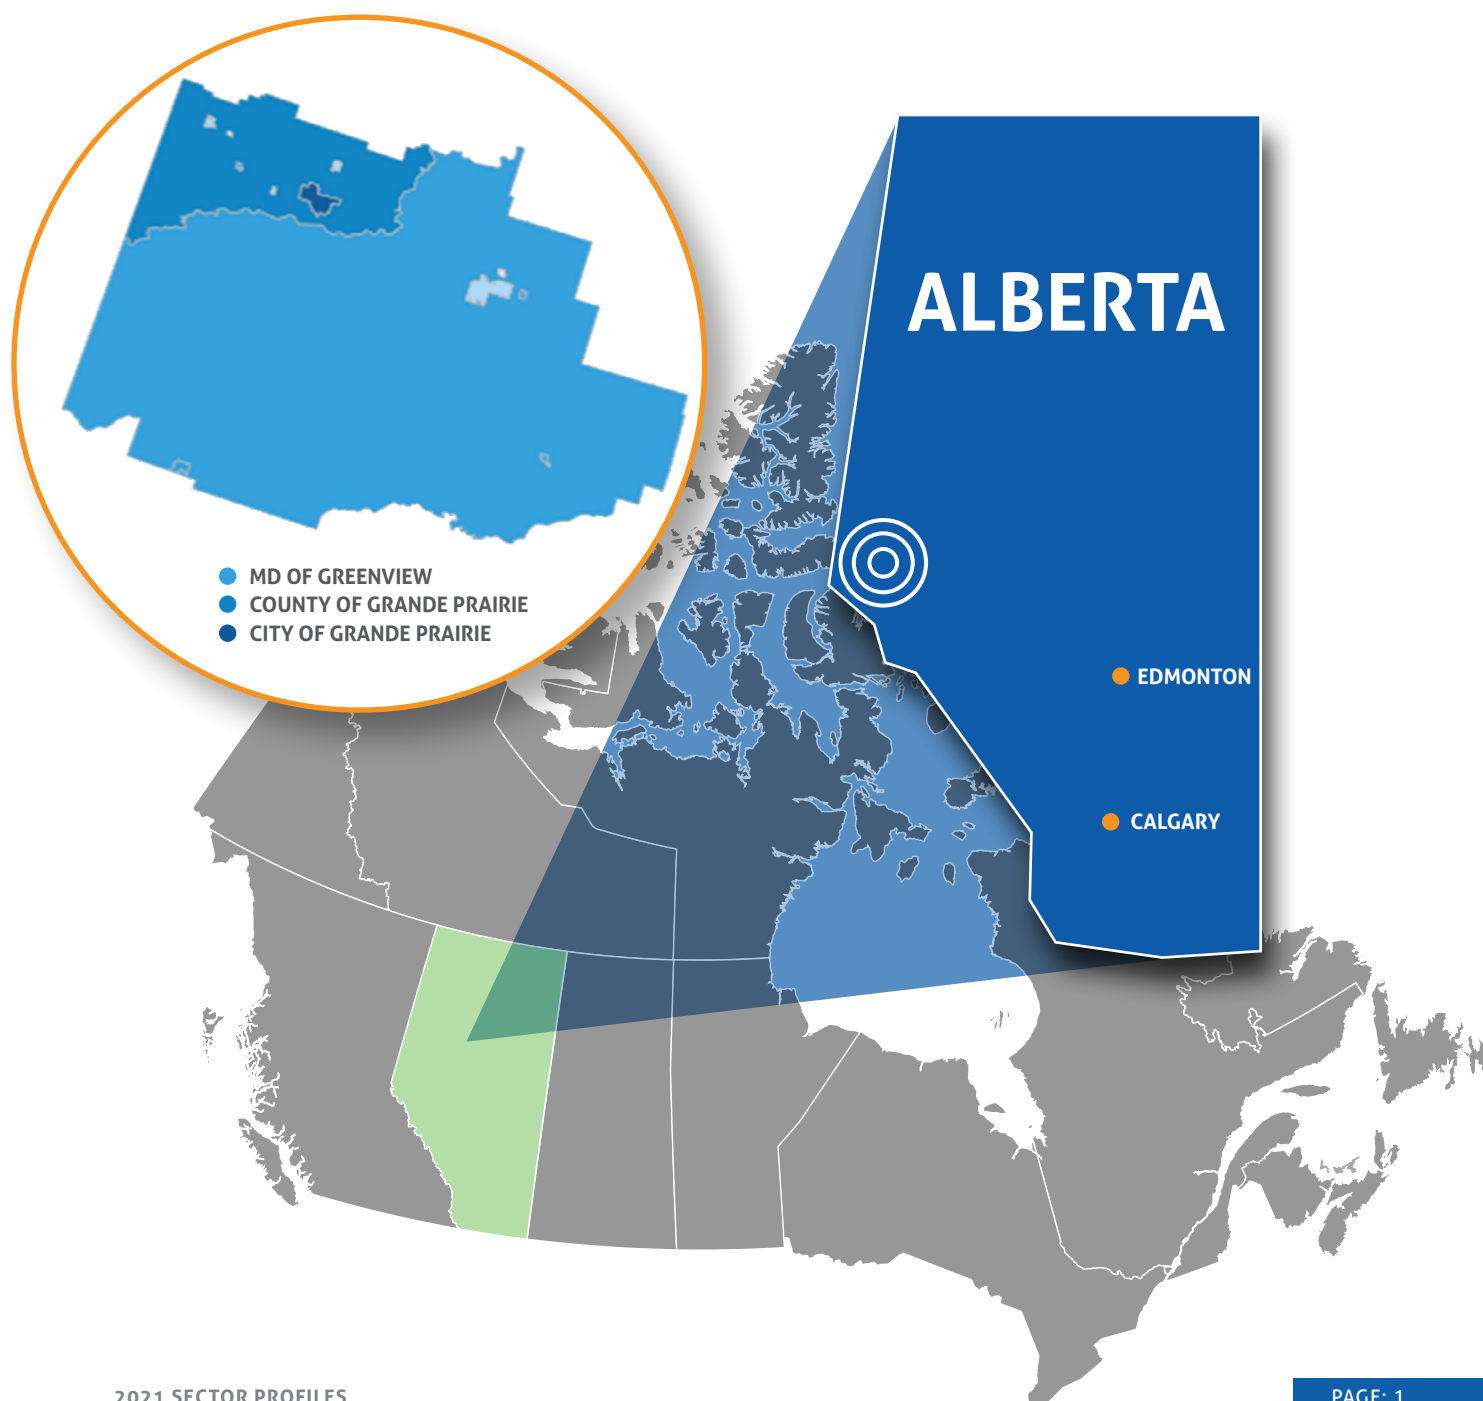 ALBERTA
MD OF GREENVIEW
COUNTY OF GRANDE PRAIRIE
CITY OF GRANDE PRAIRIE
EDMONTON
CALGARY
2021 SECTOR PROFILES
PAGE: 1